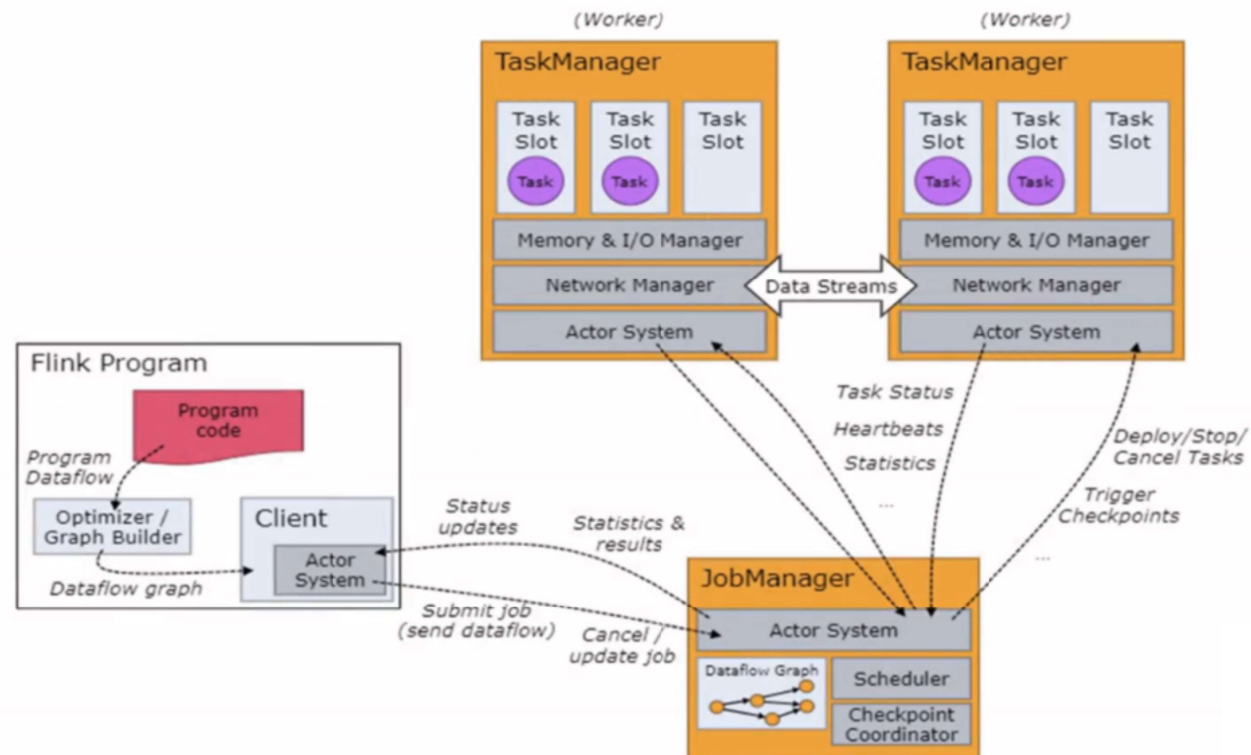 (Worker)
(Worker)
TaskManager
TaskManager
Task
Slot
Task
Slot
Task
Slot
Task
Slot
Task
Slot
Task
Slot
Task
Task
Task
Task
Memory & I/O Manager
Memory & I/O Manager
Network Manager
Data Streams
Network Manager
Actor System
Actor System
Flink Program
Program
code
Program
Dataflow
Optimizer /
Graph Builder
Dataflow graph
Client
Actor
System
Status
updates
Statistics &
results
Submit job
(send dataflow)
Cancel /
update job
Task Status
Heartbeats
Statistics
...
Deploy/Stop/
Cancel Tasks
Trigger
Checkpoints
...
JobManager
Actor System
Dataflow Graph
Scheduler
Checkpoint
Coordinator